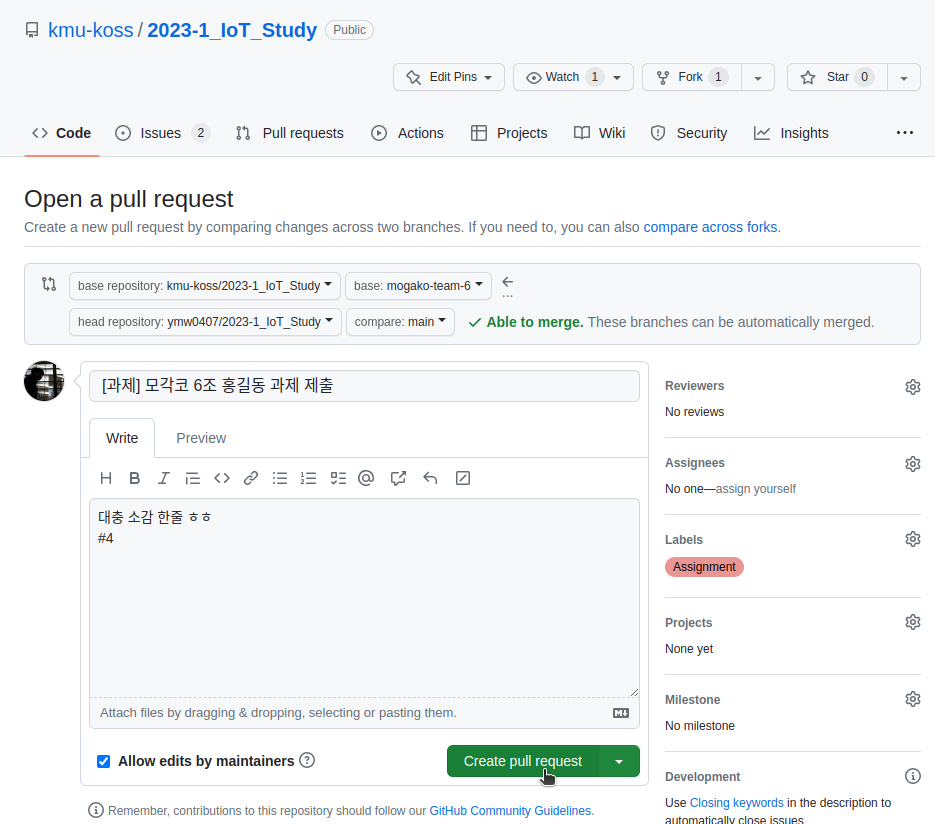 kmu-koss / 2023-1_IoT_Study Public
Edit Pins Watch 1 Fork 1 Star 0
Code Issues 2 Pull requests Actions Projects Wiki Security Insights
Open a pull request
Create a new pull request by comparing changes across two branches. If you need to, you can also compare across forks.
base repository: kmu-koss/2023-1_IoT_Study base: mogako-team-6 ← ...
head repository: ymw0407/2023-1_IoT_Study compare: main ✓ Able to merge. These branches can be automatically merged.
[과제] 모각코 6조 홍길동 과제 제출
Write Preview
대충 소감 한줄 ㅎㅎ
#4
Attach files by dragging & dropping, selecting or pasting them.
Allow edits by maintainers
Create pull request
Remember, contributions to this repository should follow our GitHub Community Guidelines.
Reviewers
No reviews
Assignees
No one—assign yourself
Labels
Assignment
Projects
None yet
Milestone
No milestone
Development
Use Closing keywords in the description to
automatically close issues